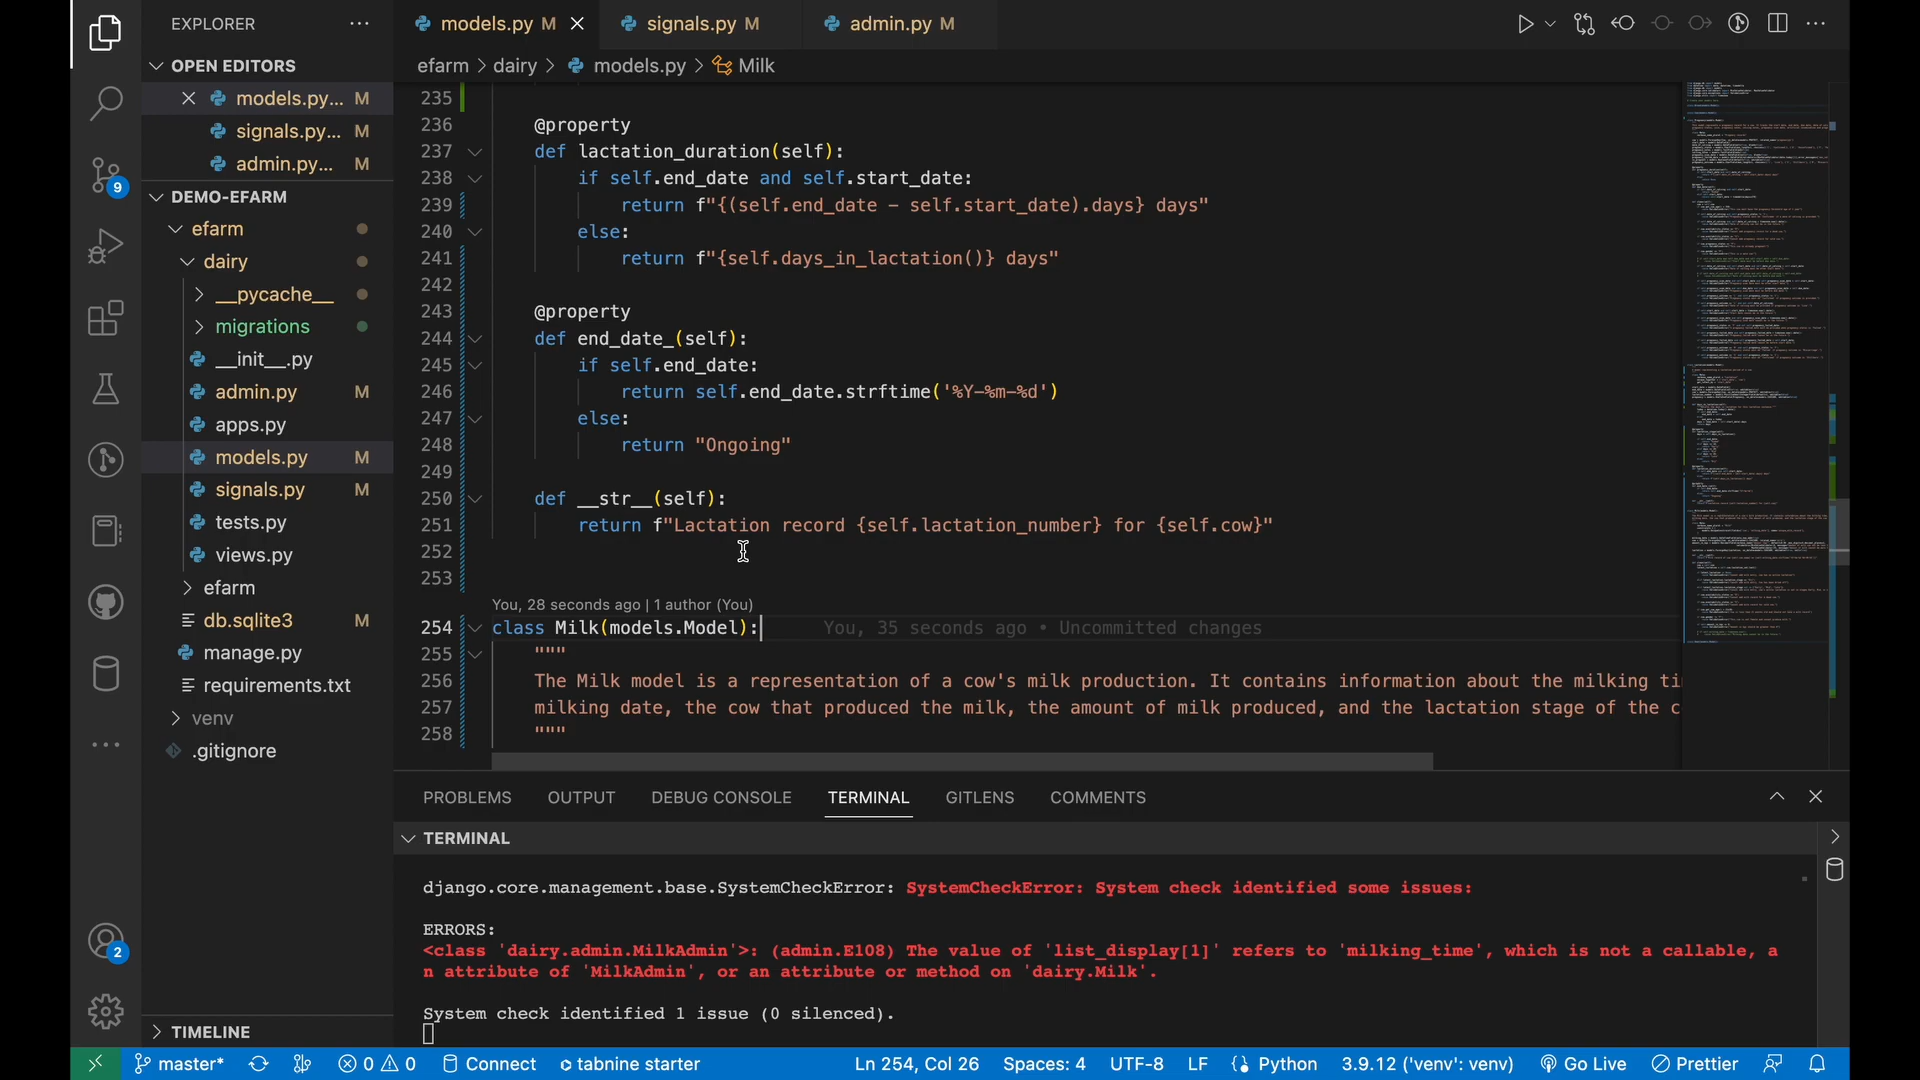 EXPLORER
models.py M
signals.py M
admin.py M
OPEN EDITORS
efarm > dairy > models.py > Milk
models.py... M
signals.py... M
admin.py... M
DEMO-EFARM
efarm
dairy
__pycache__
migrations
__init__.py
admin.py M
apps.py
models.py M
signals.py M
tests.py
views.py
efarm
db.sqlite3 M
manage.py
requirements.txt
venv
.gitignore
TIMELINE
9
2
235
236 @property
237 def lactation_duration(self):
238 if self.end_date and self.start_date:
239 return f"{(self.end_date - self.start_date).days} days"
240 else:
241 return f"{self.days_in_lactation()} days"
242
243 @property
244 def end_date_(self):
245 if self.end_date:
246 return self.end_date.strftime('%Y-%m-%d')
247 else:
248 return "Ongoing"
249
250 def __str__(self):
251 return f"Lactation record {self.lactation_number} for {self.cow}"
252
253
You, 28 seconds ago | 1 author (You)
254 class Milk(models.Model): You, 35 seconds ago • Uncommitted changes
255 """
256 The Milk model is a representation of a cow's milk production. It contains information about the milking ti
257 milking date, the cow that produced the milk, the amount of milk produced, and the lactation stage of the c
258 """
PROBLEMS OUTPUT DEBUG CONSOLE TERMINAL GITLENS COMMENTS
TERMINAL
django.core.management.base.SystemCheckError: SystemCheckError: System check identified some issues:
ERRORS:
<class 'dairy.admin.MilkAdmin'>: (admin.E108) The value of 'list_display[1]' refers to 'milking_time', which is not a callable, a
n attribute of 'MilkAdmin', or an attribute or method on 'dairy.Milk'.
System check identified 1 issue (0 silenced).
master* 0 0 Connect tabnine starter Ln 254, Col 26 Spaces: 4 UTF-8 LF Python 3.9.12 ('venv': venv) Go Live Prettier